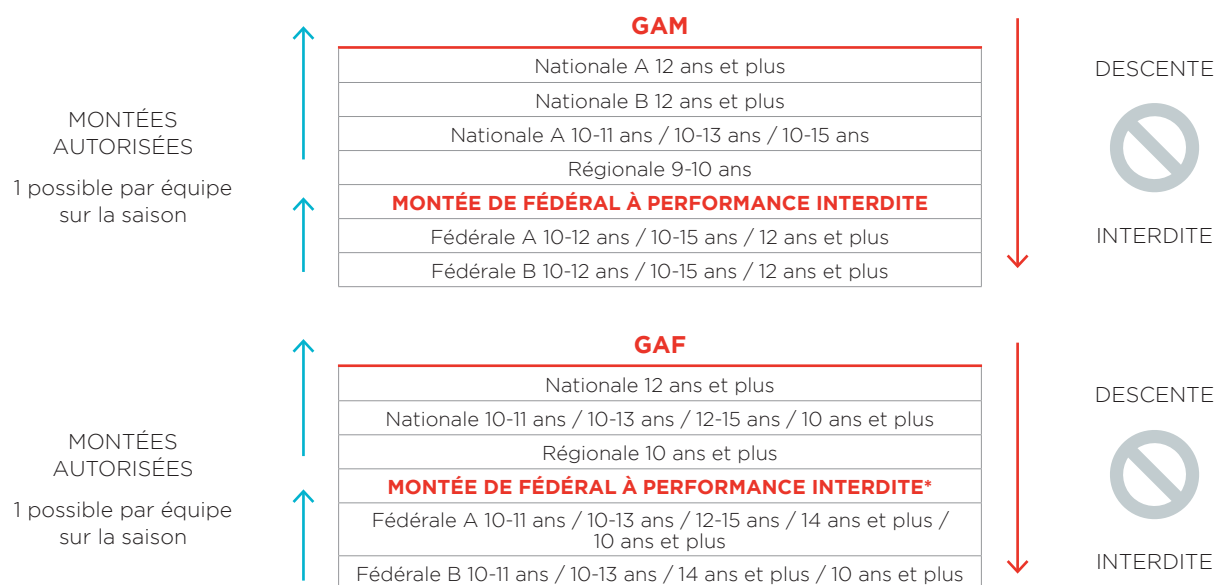 GAM
Nationale A 12 ans et plus
Nationale B 12 ans et plus
Nationale A 10-11 ans / 10-13 ans / 10-15 ans
Régionale 9-10 ans
MONTÉE DE FÉDÉRAL À PERFORMANCE INTERDITE
Fédérale A 10-12 ans / 10-15 ans / 12 ans et plus
Fédérale B 10-12 ans / 10-15 ans / 12 ans et plus
MONTÉES
AUTORISÉES
1 possible par équipe
sur la saison
DESCENTE
INTERDITE
GAF
Nationale 12 ans et plus
Nationale 10-11 ans / 10-13 ans / 12-15 ans / 10 ans et plus
Régionale 10 ans et plus
MONTÉE DE FÉDÉRAL À PERFORMANCE INTERDITE*
Fédérale A 10-11 ans / 10-13 ans / 12-15 ans / 14 ans et plus /
10 ans et plus
Fédérale B 10-11 ans / 10-13 ans / 14 ans et plus / 10 ans et plus
MONTÉES
AUTORISÉES
1 possible par équipe
sur la saison
DESCENTE
INTERDITE